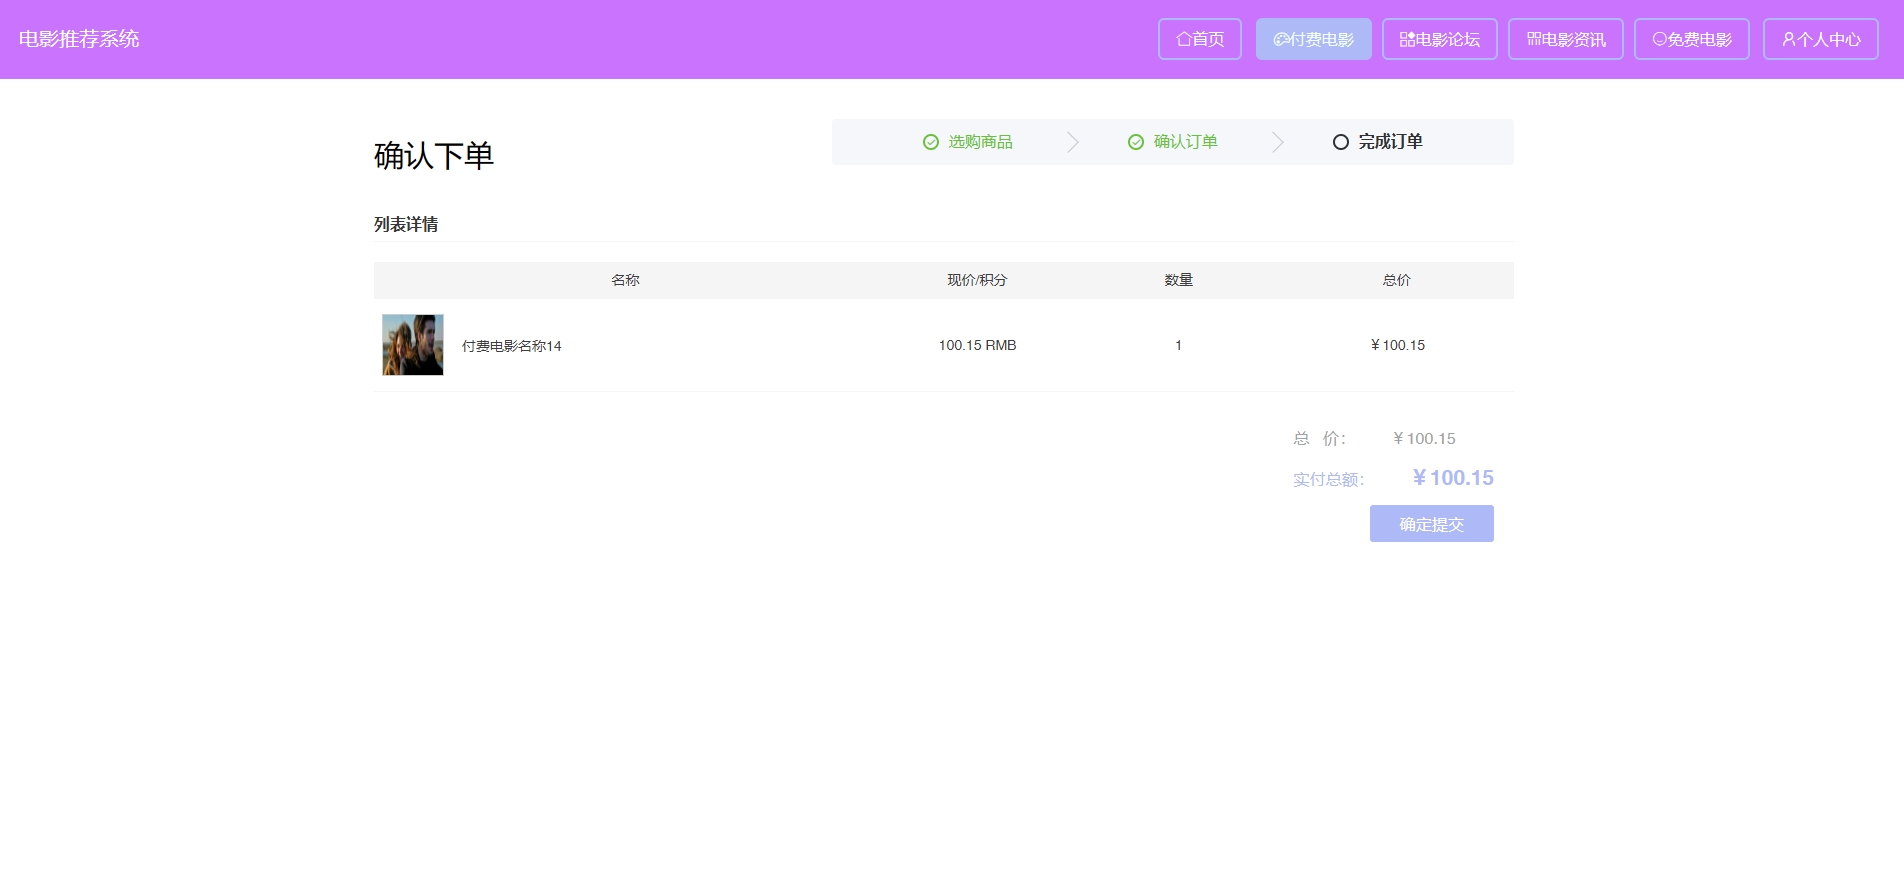 电影推荐系统
首页 付费电影 电影论坛 电影资讯 免费电影 个人中心
确认下单
选购商品 确认订单 完成订单
列表详情
名称 现价/积分 数量 总价
付费电影名称14 100.15 RMB 1 ¥ 100.15
总 价： ¥ 100.15
实付总额： ¥ 100.15
确定提交